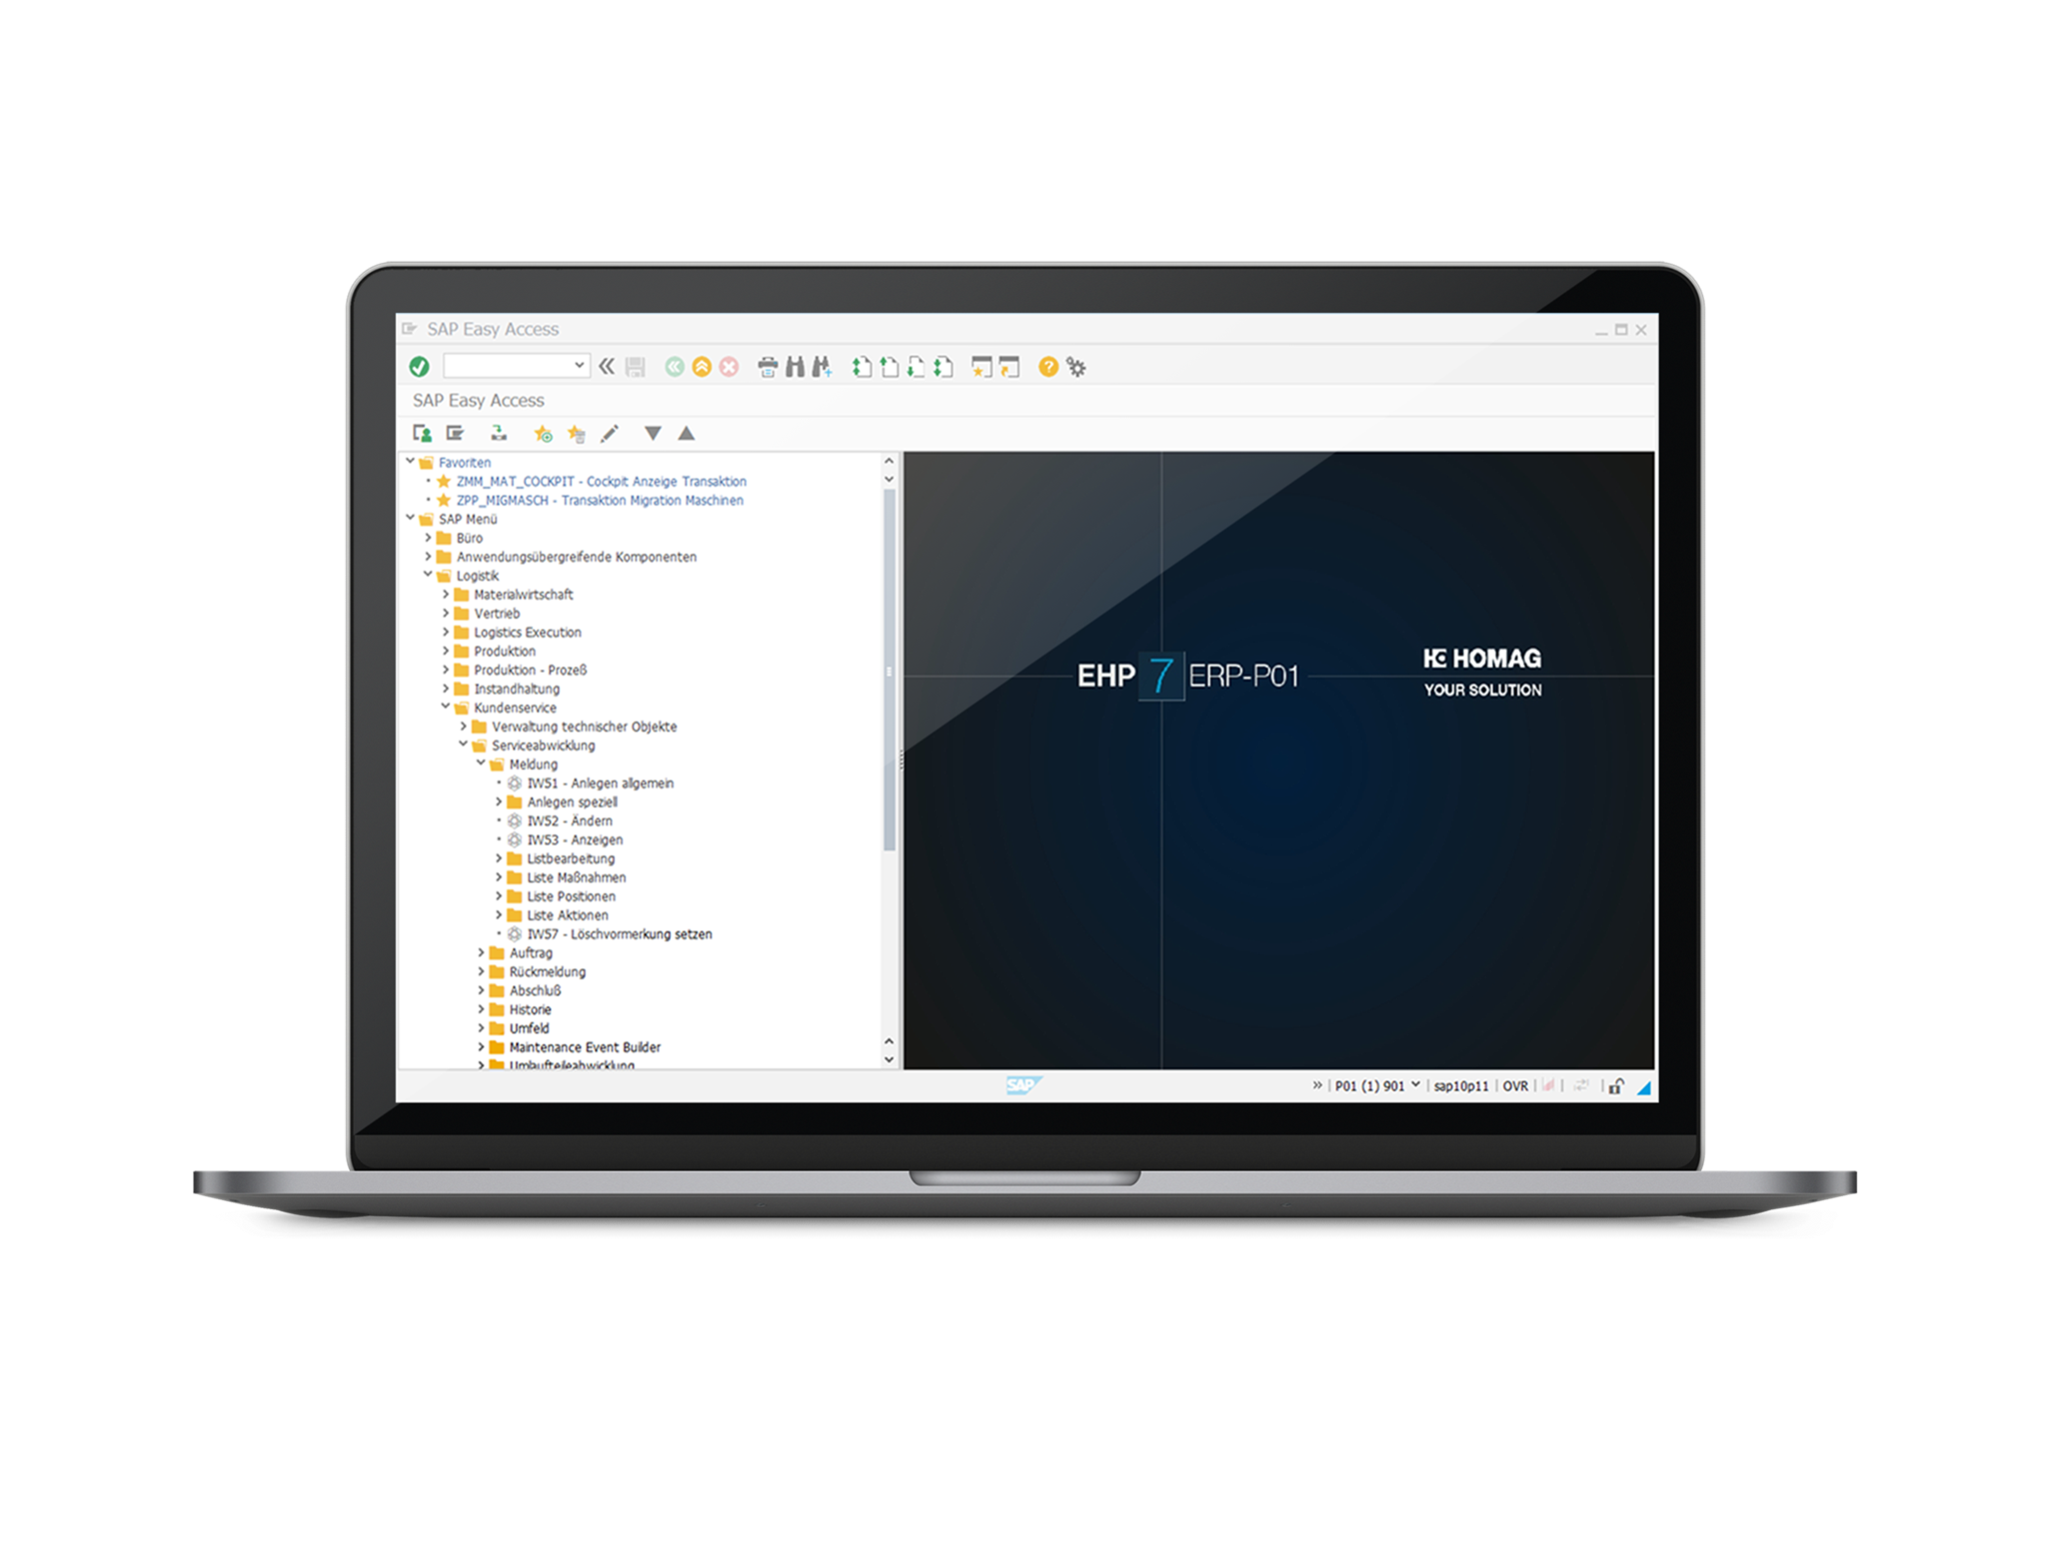 SAP Easy Access
SAP Easy Access
Favoriten
ZMM_MAT_COCKPIT - Cockpit Anzeige Transaktion
ZPP_MIGMASCH - Transaktion Migration Maschinen
SAP Menü
Büro
Anwendungsübergreifende Komponenten
Logistik
Materialwirtschaft
Vertrieb
Logistics Execution
Produktion
Produktion - Prozeß
Instandhaltung
Kundenservice
Verwaltung technischer Objekte
Serviceabwicklung
Meldung
IW51 - Anlegen allgemein
Anlegen speziell
IW52 - Ändern
IW53 - Anzeigen
Listbearbeitung
Liste Maßnahmen
Liste Positionen
Liste Aktionen
IW57 - Löschvormerkung setzen
Auftrag
Rückmeldung
Abschluß
Historie
Umfeld
Maintenance Event Builder
Umlaufteileabwicklung
EHP 7 ERP-P01
HOMAG
YOUR SOLUTION
SAP
P01 (1) 901 | sap10p11 | OVR